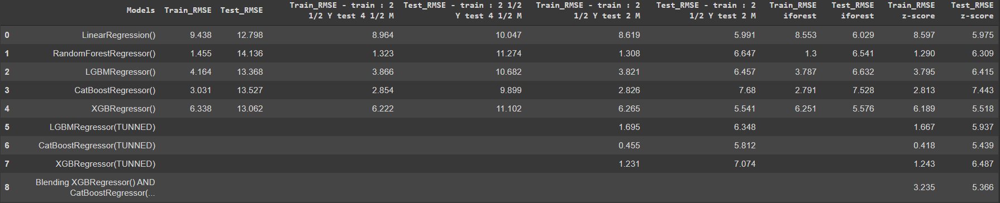 Models Train_RMSE Test_RMSE Train_RMSE - train : 2 1/2 Y test 4 1/2 M Test_RMSE - train : 2 1/2 Y test 4 1/2 M Train_RMSE - train : 2 1/2 Y test 2 M Test_RMSE - train : 2 1/2 Y test 2 M Train_RMSE iforest Test_RMSE iforest Train_RMSE z-score Test_RMSE z-score
0 LinearRegression() 9.438 12.798 8.964 10.047 8.619 5.991 8.553 6.029 8.597 5.975
1 RandomForestRegressor() 1.455 14.136 1.323 11.274 1.308 6.647 1.3 6.541 1.290 6.309
2 LGBMRegressor() 4.164 13.368 3.866 10.682 3.821 6.457 3.787 6.632 3.795 6.415
3 CatBoostRegressor() 3.031 13.527 2.854 9.899 2.826 7.68 2.791 7.528 2.813 7.443
4 XGBRegressor() 6.338 13.062 6.222 11.102 6.265 5.541 6.251 5.576 6.189 5.518
5 LGBMRegressor(TUNNED) 1.695 6.348 1.667 5.937
6 CatBoostRegressor(TUNNED) 0.455 5.812 0.418 5.439
7 XGBRegressor(TUNNED) 1.231 7.074 1.243 6.487
8 Blending XGBRegressor() AND CatBoostRegressor(... 3.235 5.366